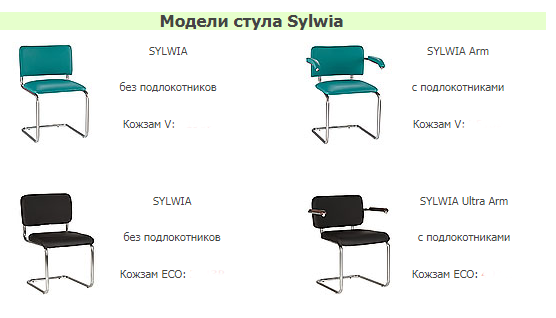 Модели стула Sylwia
SYLWIA
без подлокотников
Кожзам V:
SYLWIA Arm
с подлокотниками
Кожзам V:
SYLWIA
без подлокотников
Кожзам ECO:
SYLWIA Ultra Arm
с подлокотниками
Кожзам ECO: